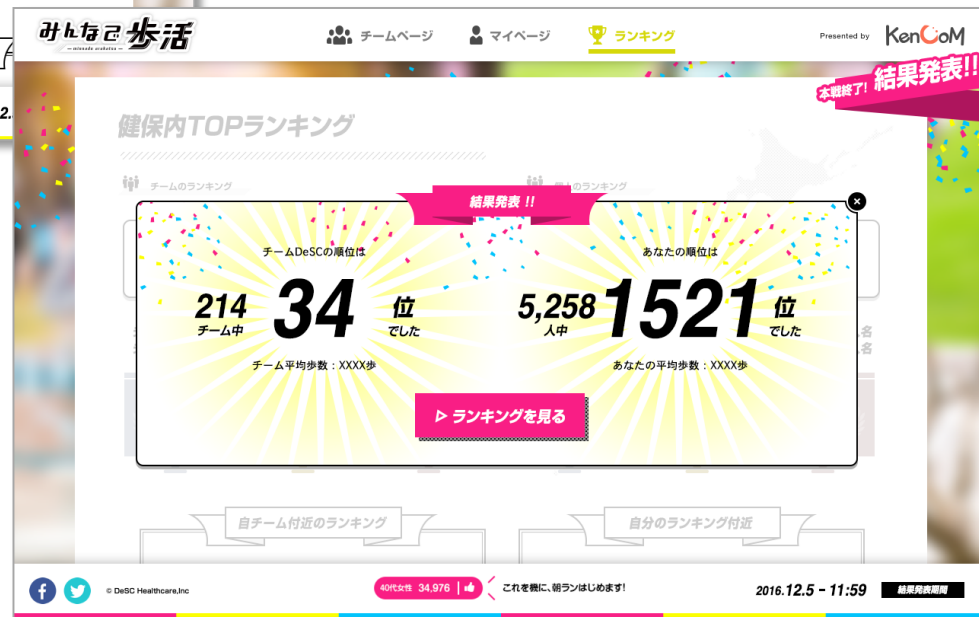 みんなで歩活
minnade arukatsu
チームページ
マイページ
ランキング
Presented by KenCoM
本戦終了! 結果発表!!
健保内TOPランキング
チームのランキング
のランキング
結果発表 !!
チームDeSCの順位は
214
チーム中
34
位
でした
チーム平均歩数：XXXX歩
あなたの順位は
5,258
人中
1521
位
でした
あなたの平均歩数：XXXX歩
名
名
ランキングを見る
自チーム付近のランキング
自分のランキング付近
© DeSC Healthcare,Inc
40代女性 34,976
これを機に、朝ランはじめます!
2016.12.5 - 11:59
結果発表期間
2.